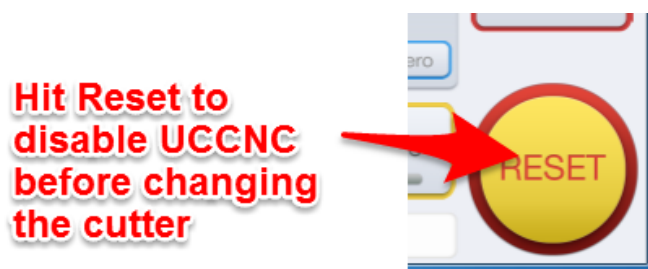 Hit Reset to
disable UCCNC
before changing
the cutter
ero
RESET